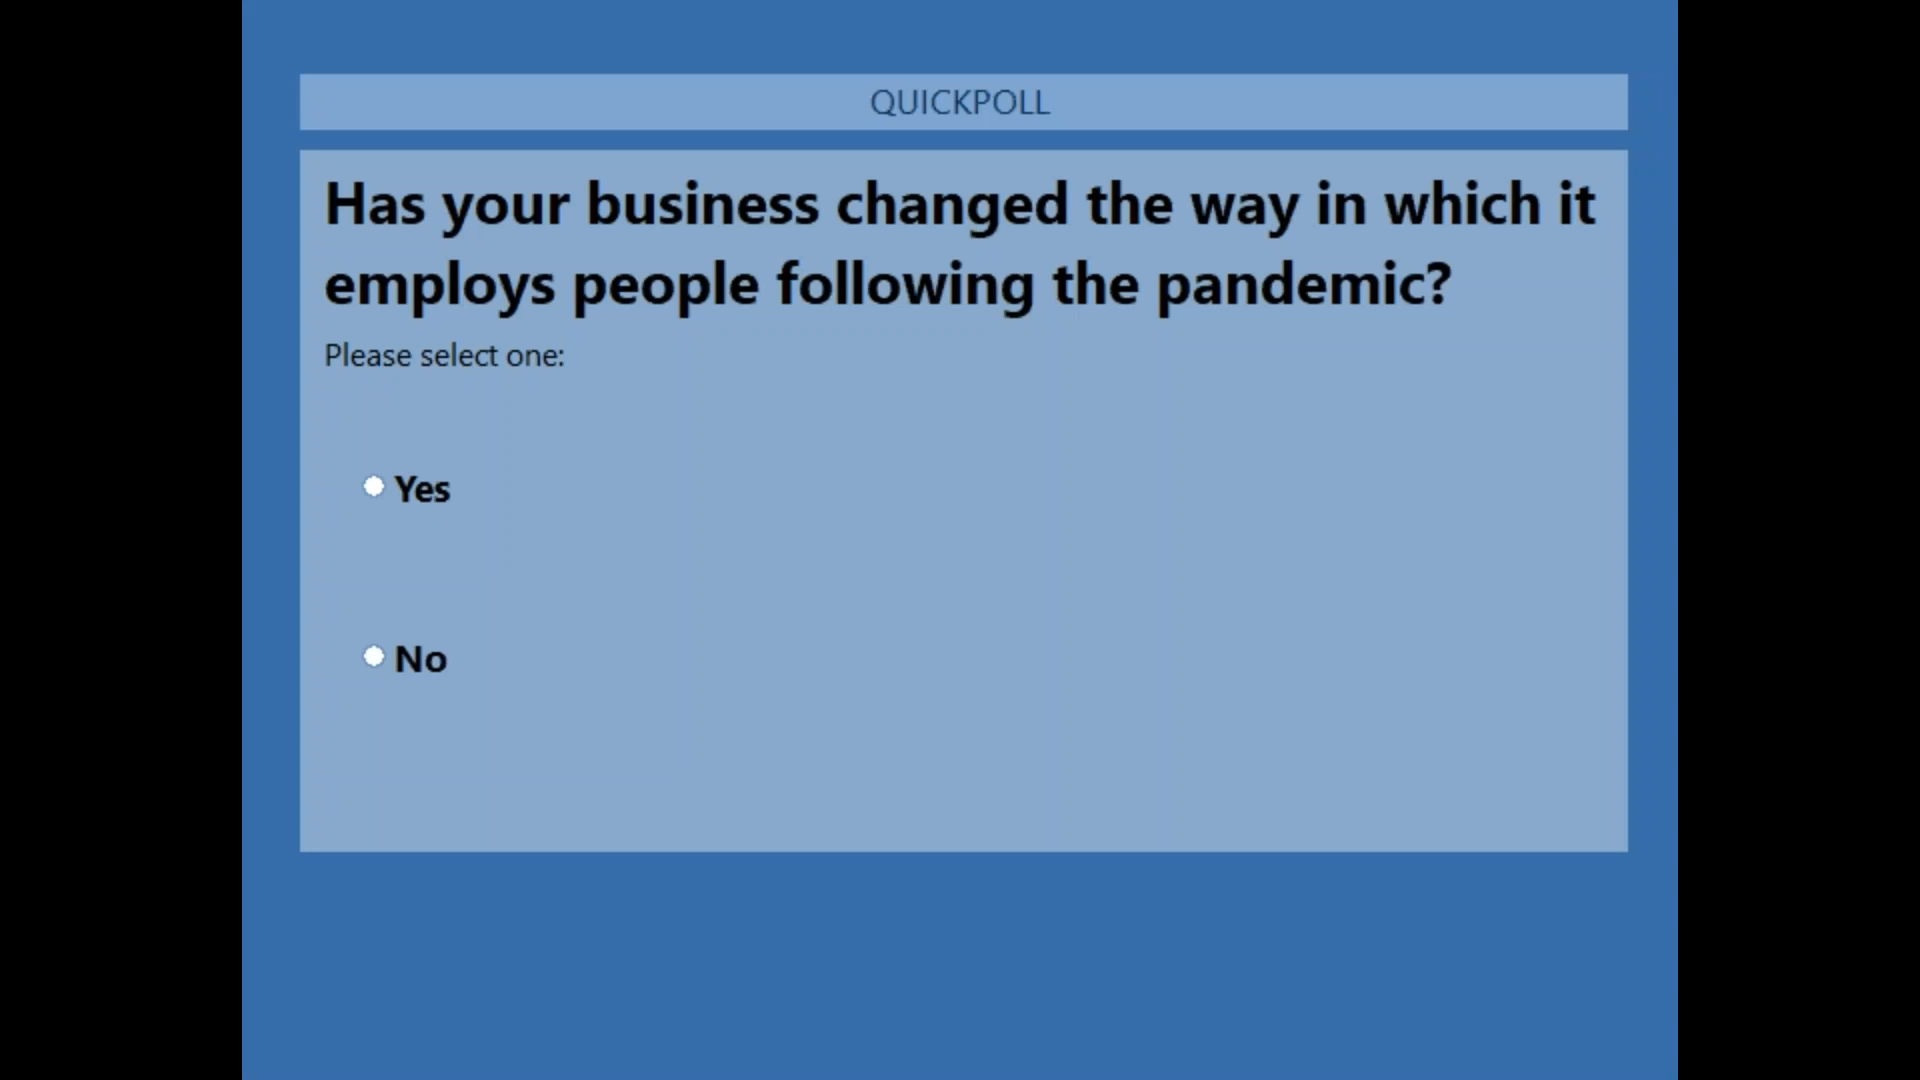 QUICKPOLL
Has your business changed the way in which it
employs people following the pandemic?
Please select one:
Yes
No